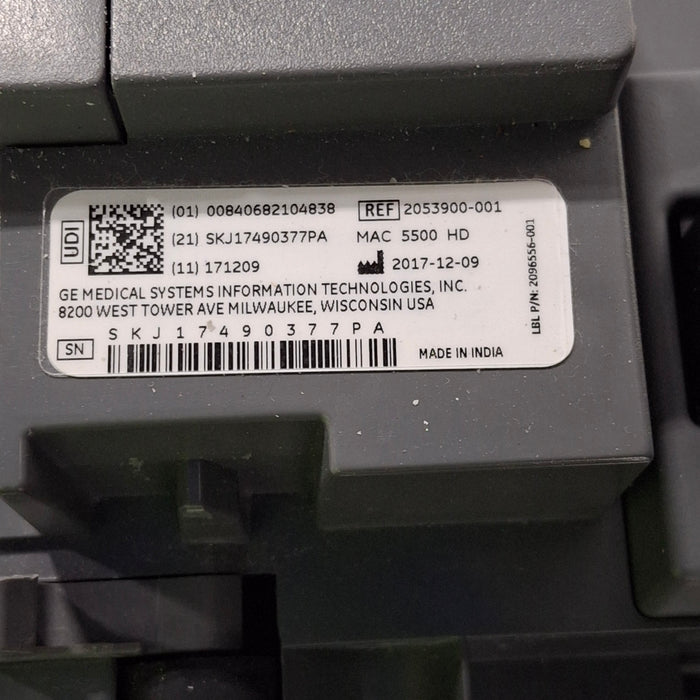 UDI
(01) 00840682104838
(21) SKJ17490377PA
(11) 171209
REF 2053900-001
MAC 5500 HD
2017-12-09
GE MEDICAL SYSTEMS INFORMATION TECHNOLOGIES, INC.
8200 WEST TOWER AVE MILWAUKEE, WISCONSIN USA
SKJ17490377PA
SN
MADE IN INDIA
LBL P/N: 2096556-001